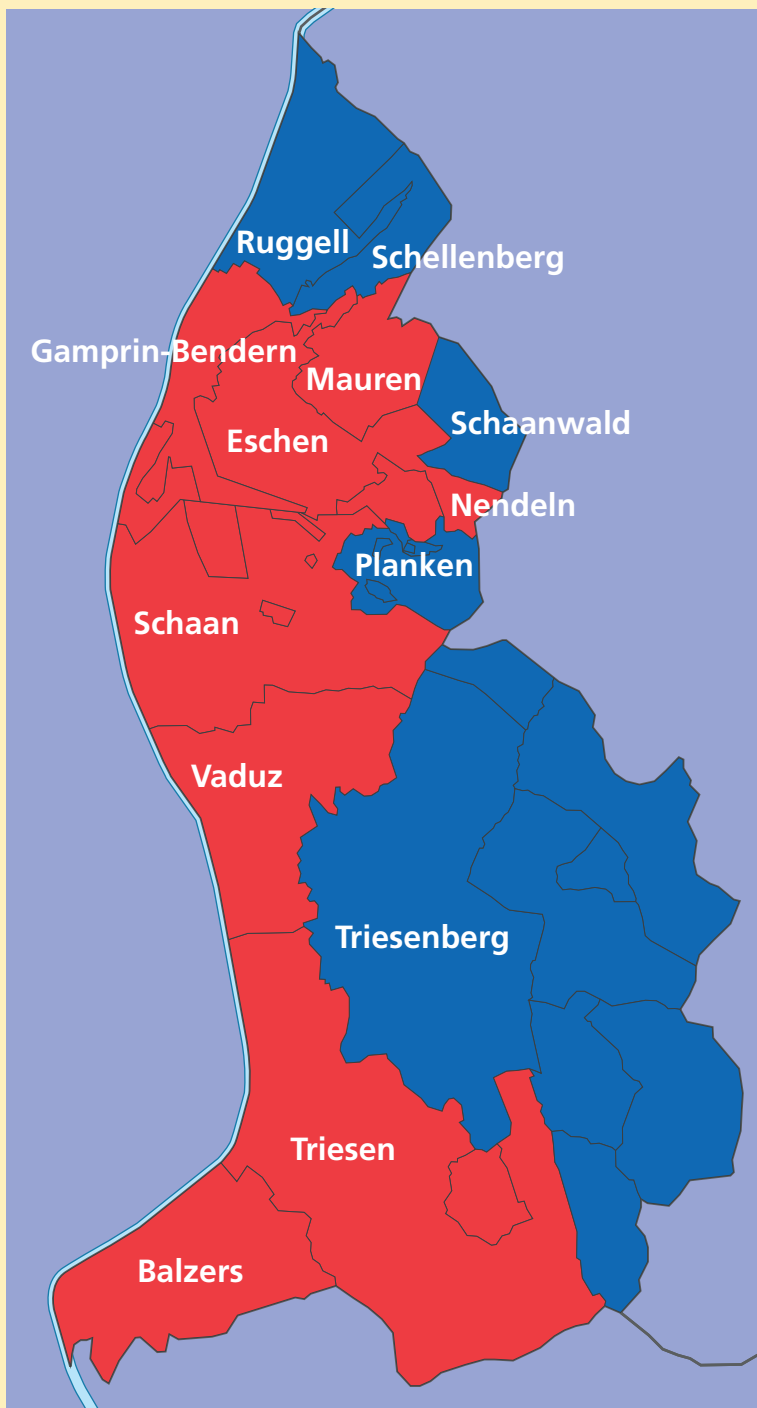 Ruggell
Schellenberg
Gamprin-Bendern
Mauren
Schaanwald
Eschen
Nendeln
Planken
Schaan
Vaduz
Triesenberg
Triesen
Balzers